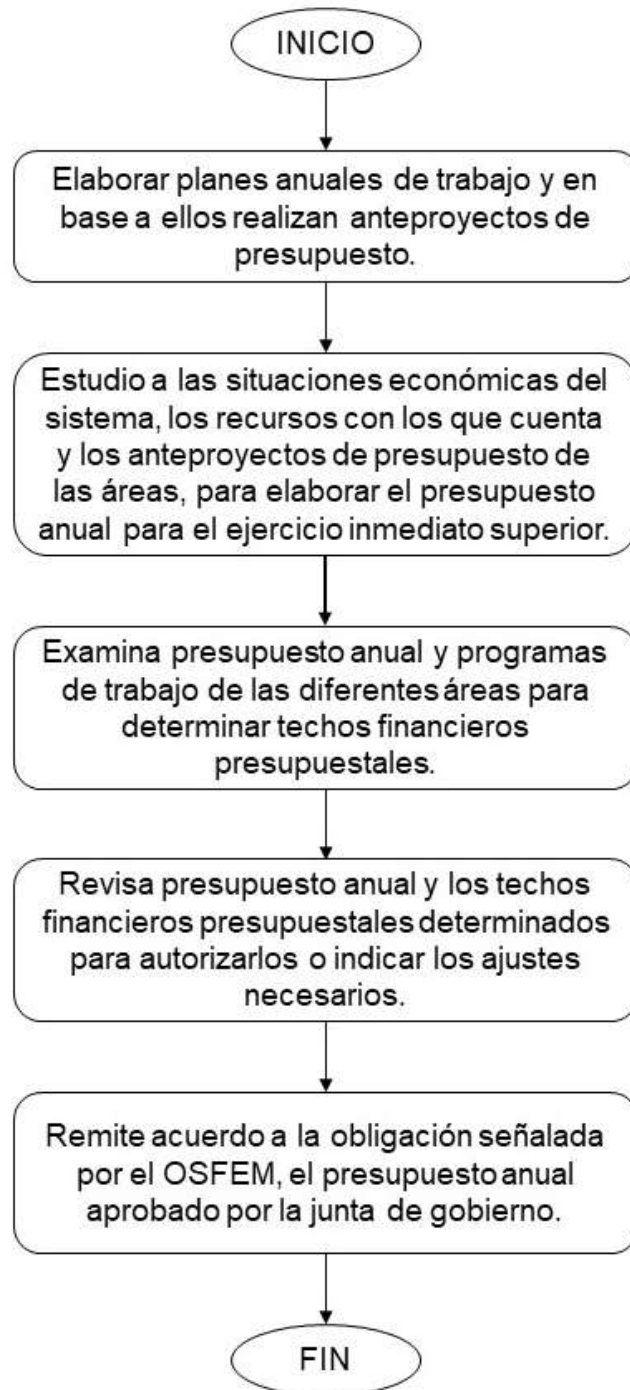 INICIO
Elaborar planes anuales de trabajo y en
base a ellos realizan anteproyectos de
presupuesto.
Estudio a las situaciones económicas del
sistema, los recursos con los que cuenta
y los anteproyectos de presupuesto de
las áreas, para elaborar el presupuesto
anual para el ejercicio inmediato superior.
Examina presupuesto anual y programas
de trabajo de las diferentes áreas para
determinar techos financieros
presupuestales.
Revisa presupuesto anual y los techos
financieros presupuestales determinados
para autorizarlos o indicar los ajustes
necesarios.
Remite acuerdo a la obligación señalada
por el OSFEM, el presupuesto anual
aprobado por la junta de gobierno.
FIN